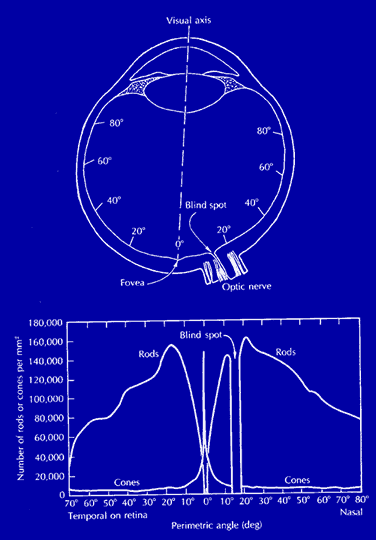 Visual axis
80°
80°
60°
60°
40°
40°
Blind spot
20°
0°
20°
Fovea
Optic nerve
180,000
160,000
Blind spot
Rods
Rods
140,000
120,000
100,000
80,000
60,000
40,000
20,000
Cones
Cones
0
Number of rods or cones per mm²
70° 60° 50° 40° 30° 20° 10° 0° 10° 20° 30° 40° 50° 60° 70° 80°
Temporal on retina
Nasal
Perimetric angle (deg)